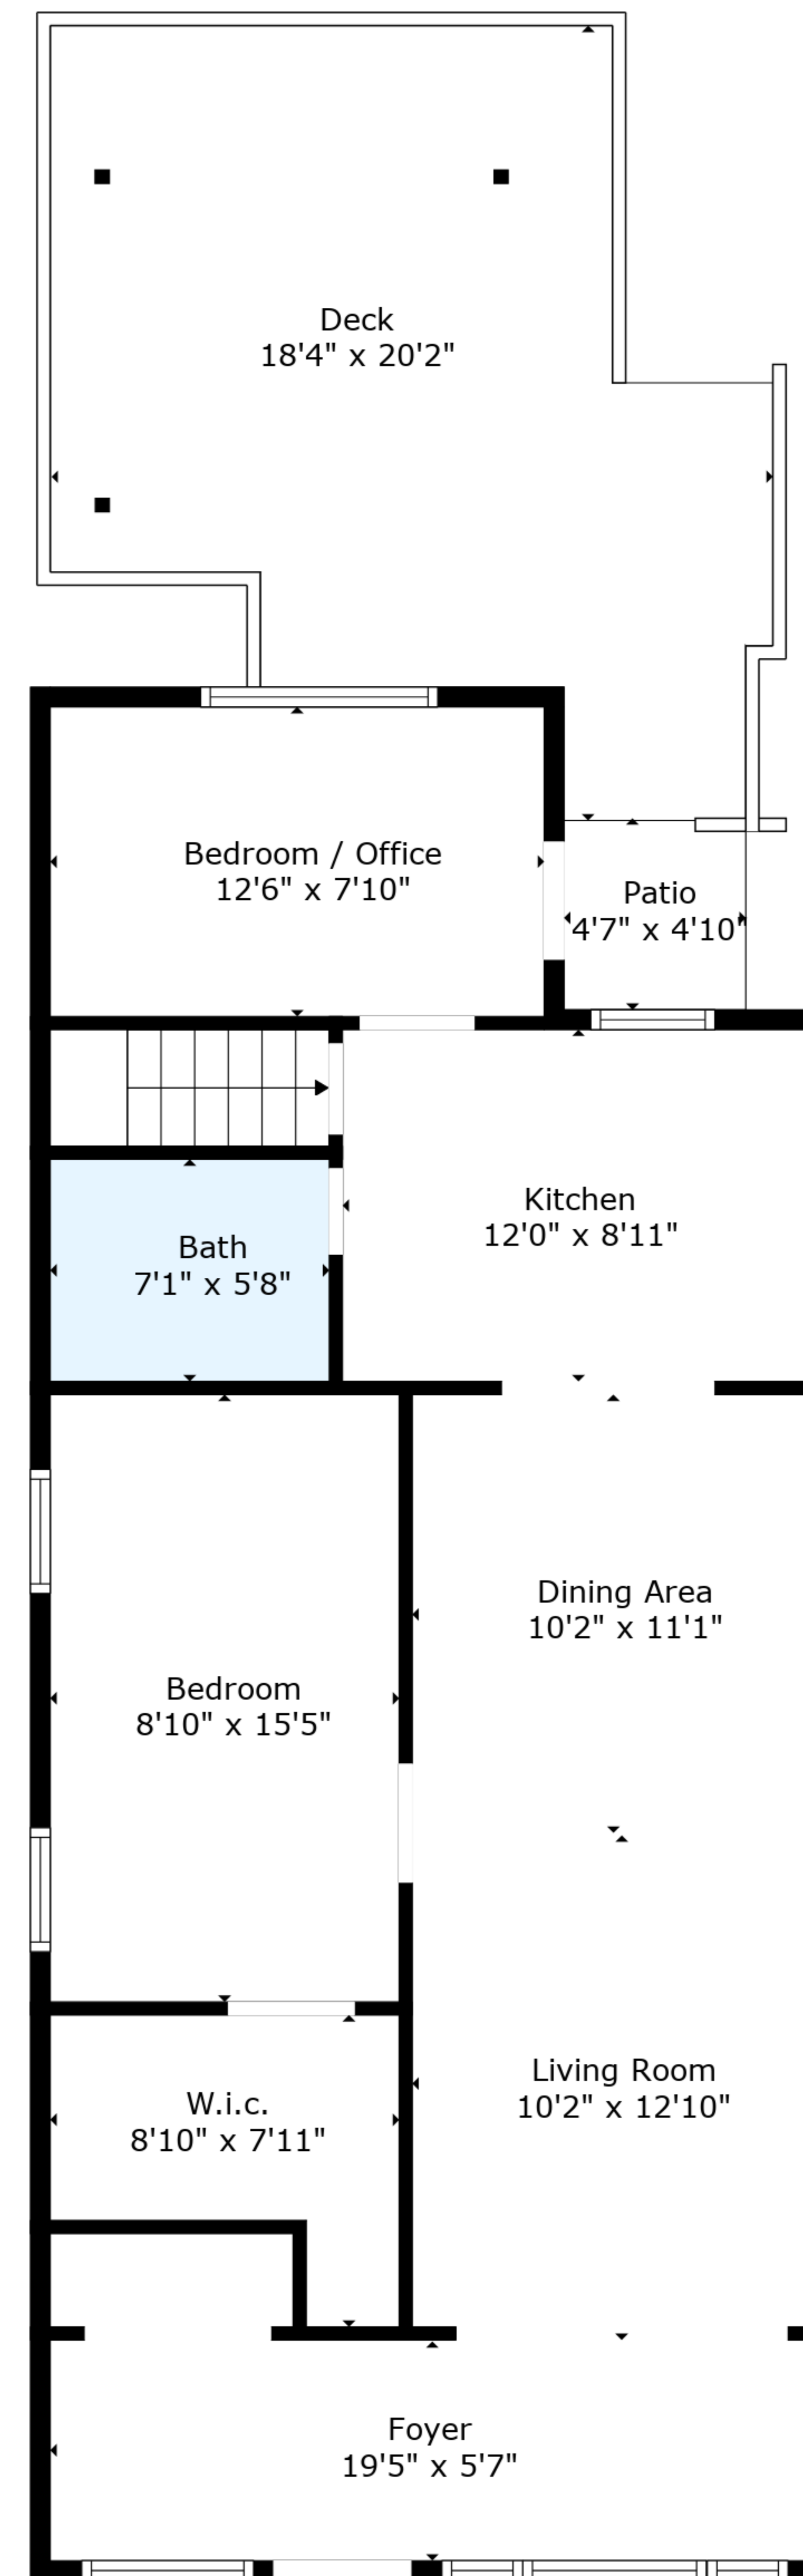 Deck
18'4" x 20'2"
Bedroom / Office
12'6" x 7'10"
Patio
4'7" x 4'10"
Kitchen
12'0" x 8'11"
Bath
7'1" x 5'8"
Dining Area
10'2" x 11'1"
Bedroom
8'10" x 15'5"
Living Room
10'2" x 12'10"
W.i.c.
8'10" x 7'11"
Foyer
19'5" x 5'7"